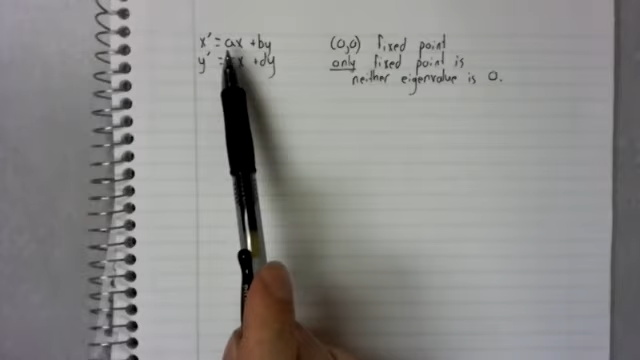 x' = ax + by
y' = x + dy
(0,0) fixed point
only fixed point is
neither eigenvalue is 0.